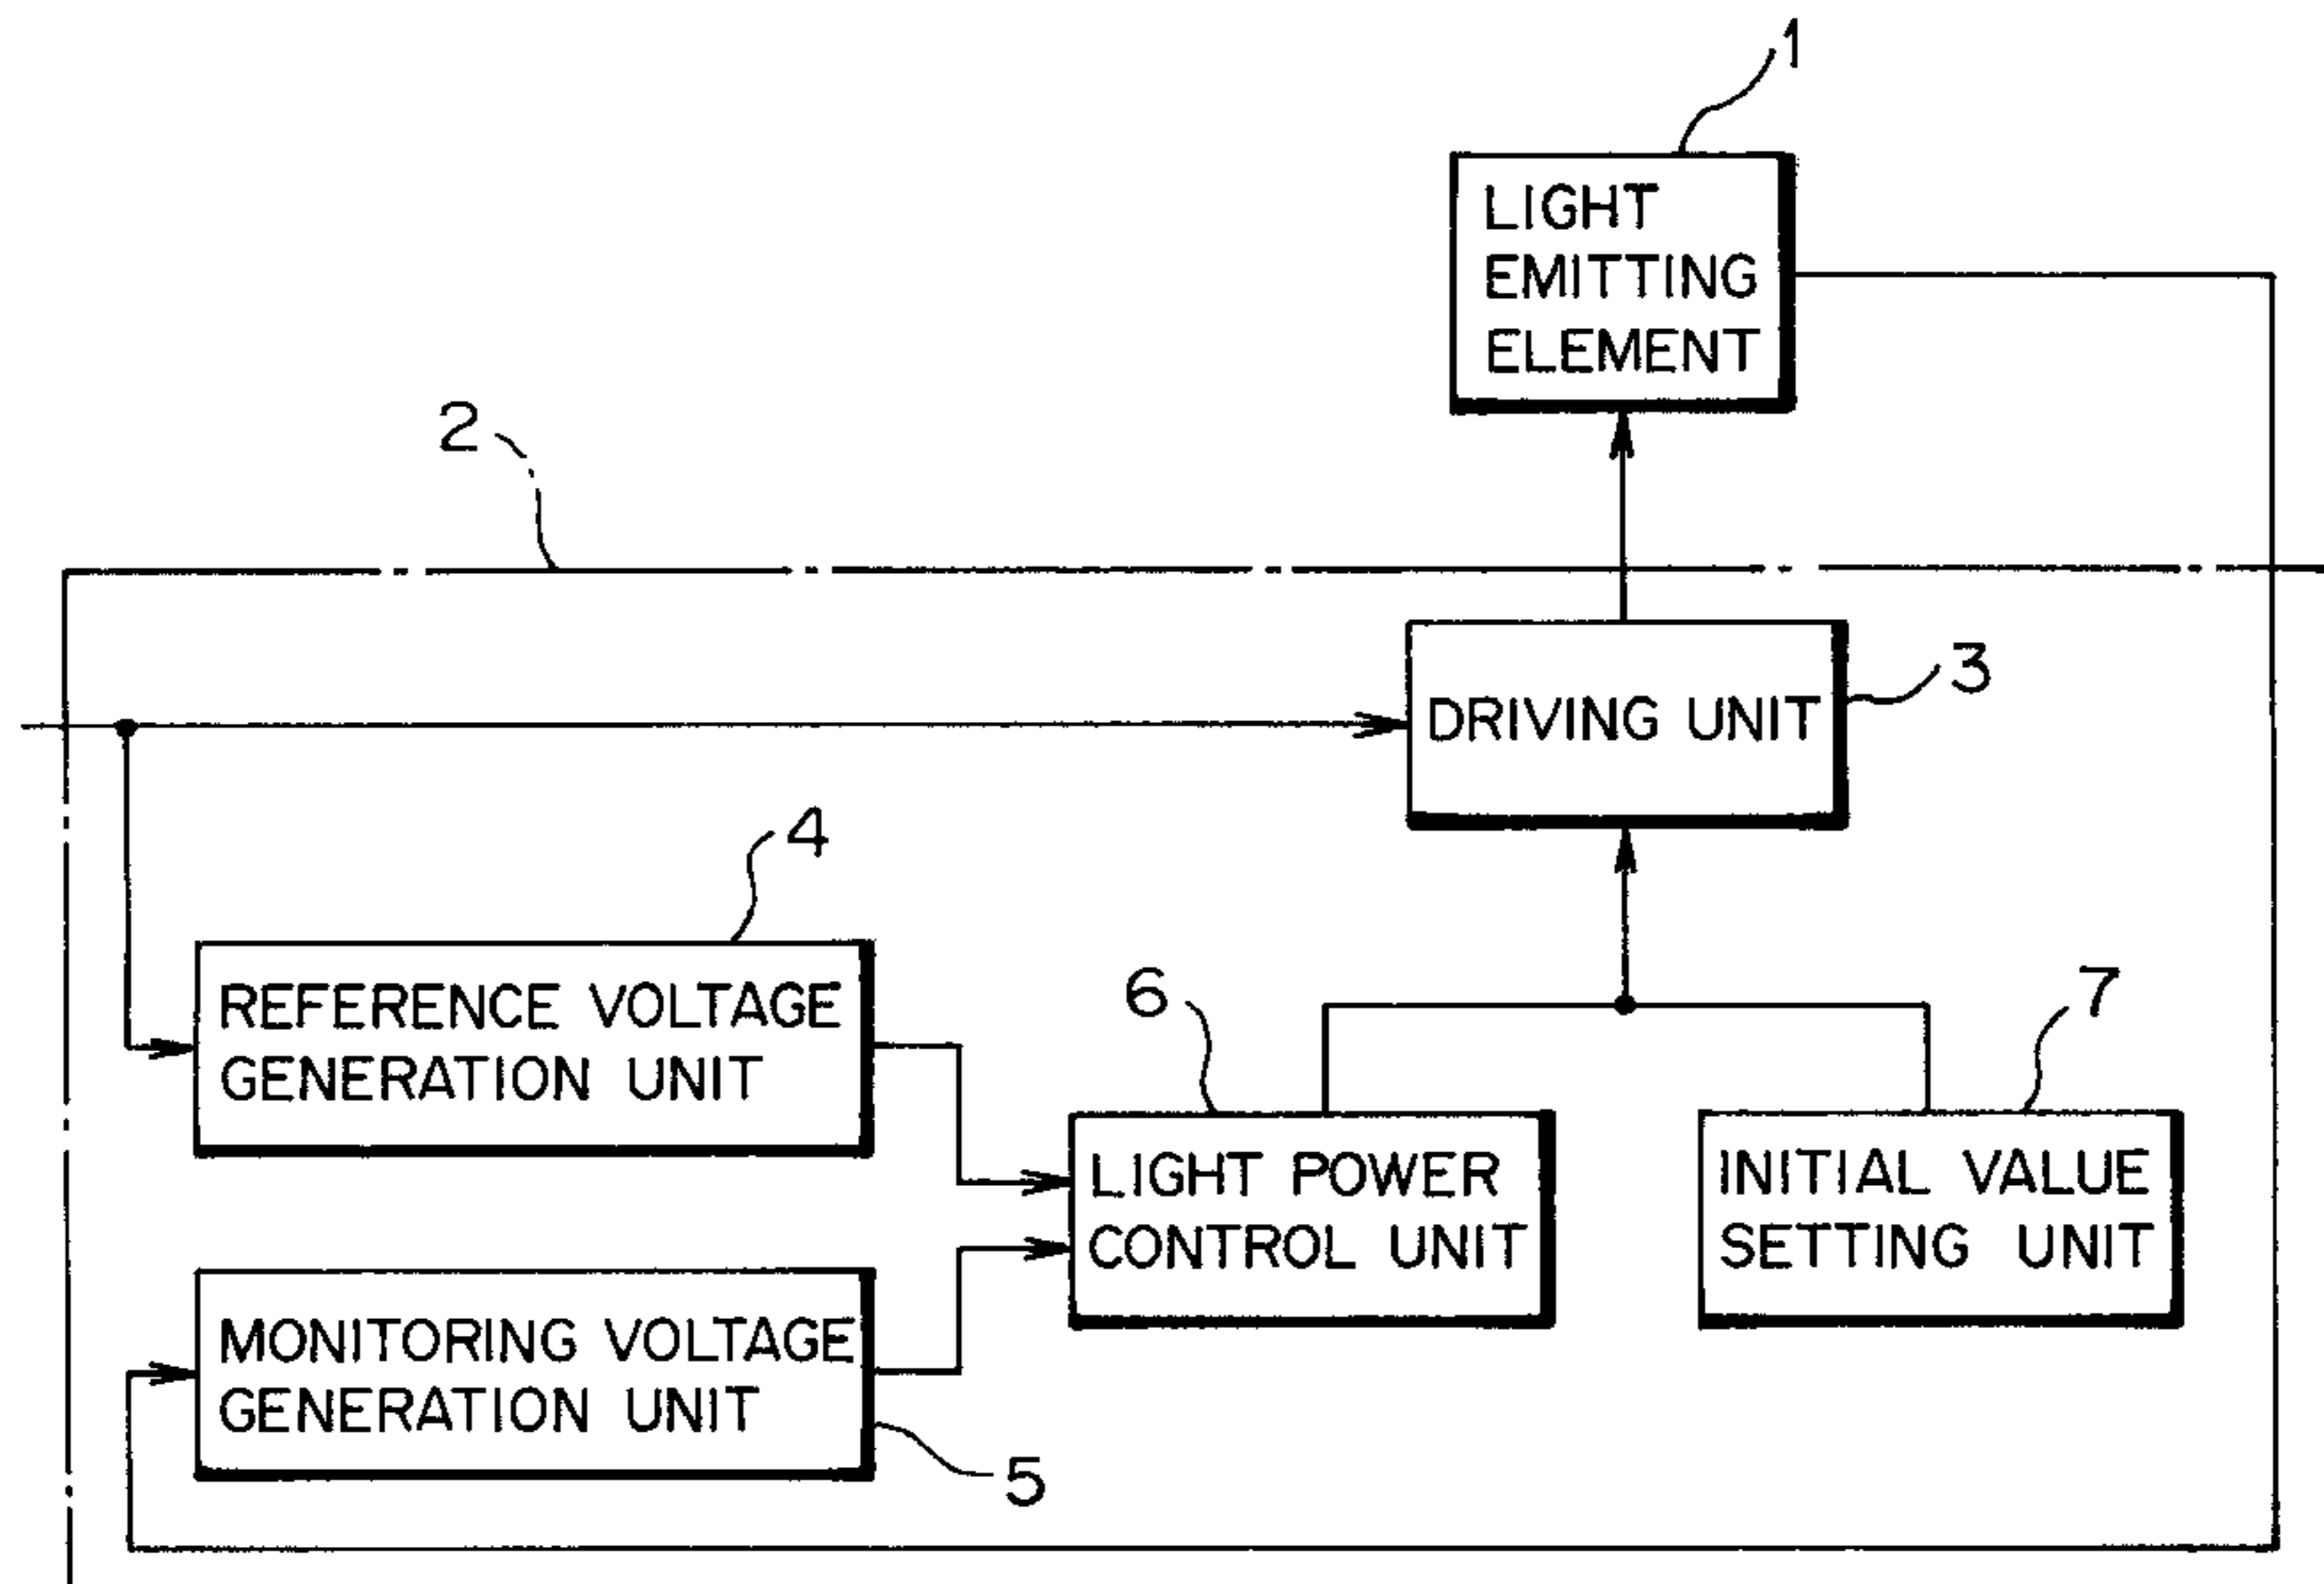 1
LIGHT
EMITTING
ELEMENT
2
3
DRIVING UNIT
4
REFERENCE VOLTAGE
GENERATION UNIT
6
7
LIGHT POWER
CONTROL UNIT
INITIAL VALUE
SETTING UNIT
MONITORING VOLTAGE
GENERATION UNIT
5